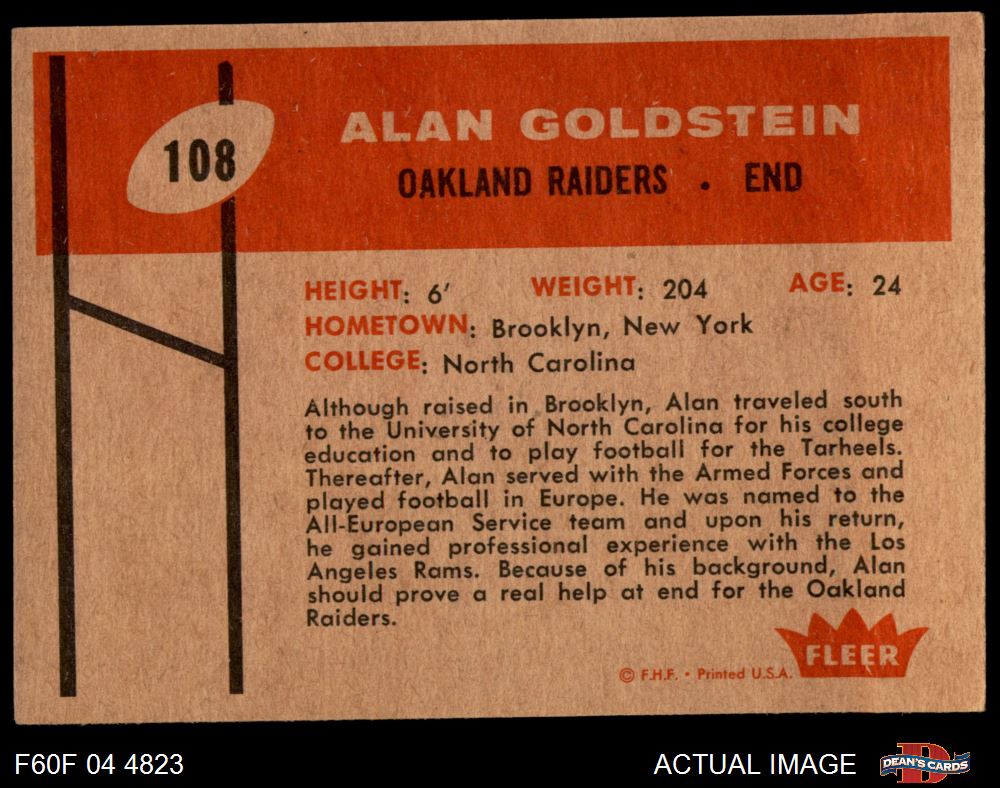 108
ALAN GOLDSTEIN
OAKLAND RAIDERS . END
HEIGHT: 6' WEIGHT: 204 AGE: 24
HOMETOWN: Brooklyn, New York
COLLEGE: North Carolina
Although raised in Brooklyn, Alan traveled south
to the University of North Carolina for his college
education and to play football for the Tarheels.
Thereafter, Alan served with the Armed Forces and
played football in Europe. He was named to the
All-European Service team and upon his return,
he gained professional experience with the Los
Angeles Rams. Because of his background, Alan
should prove a real help at end for the Oakland
Raiders.
FLEER
© F.H.F. • Printed U.S.A.
F60F 04 4823
ACTUAL IMAGE
D
DEAN'S CARDS